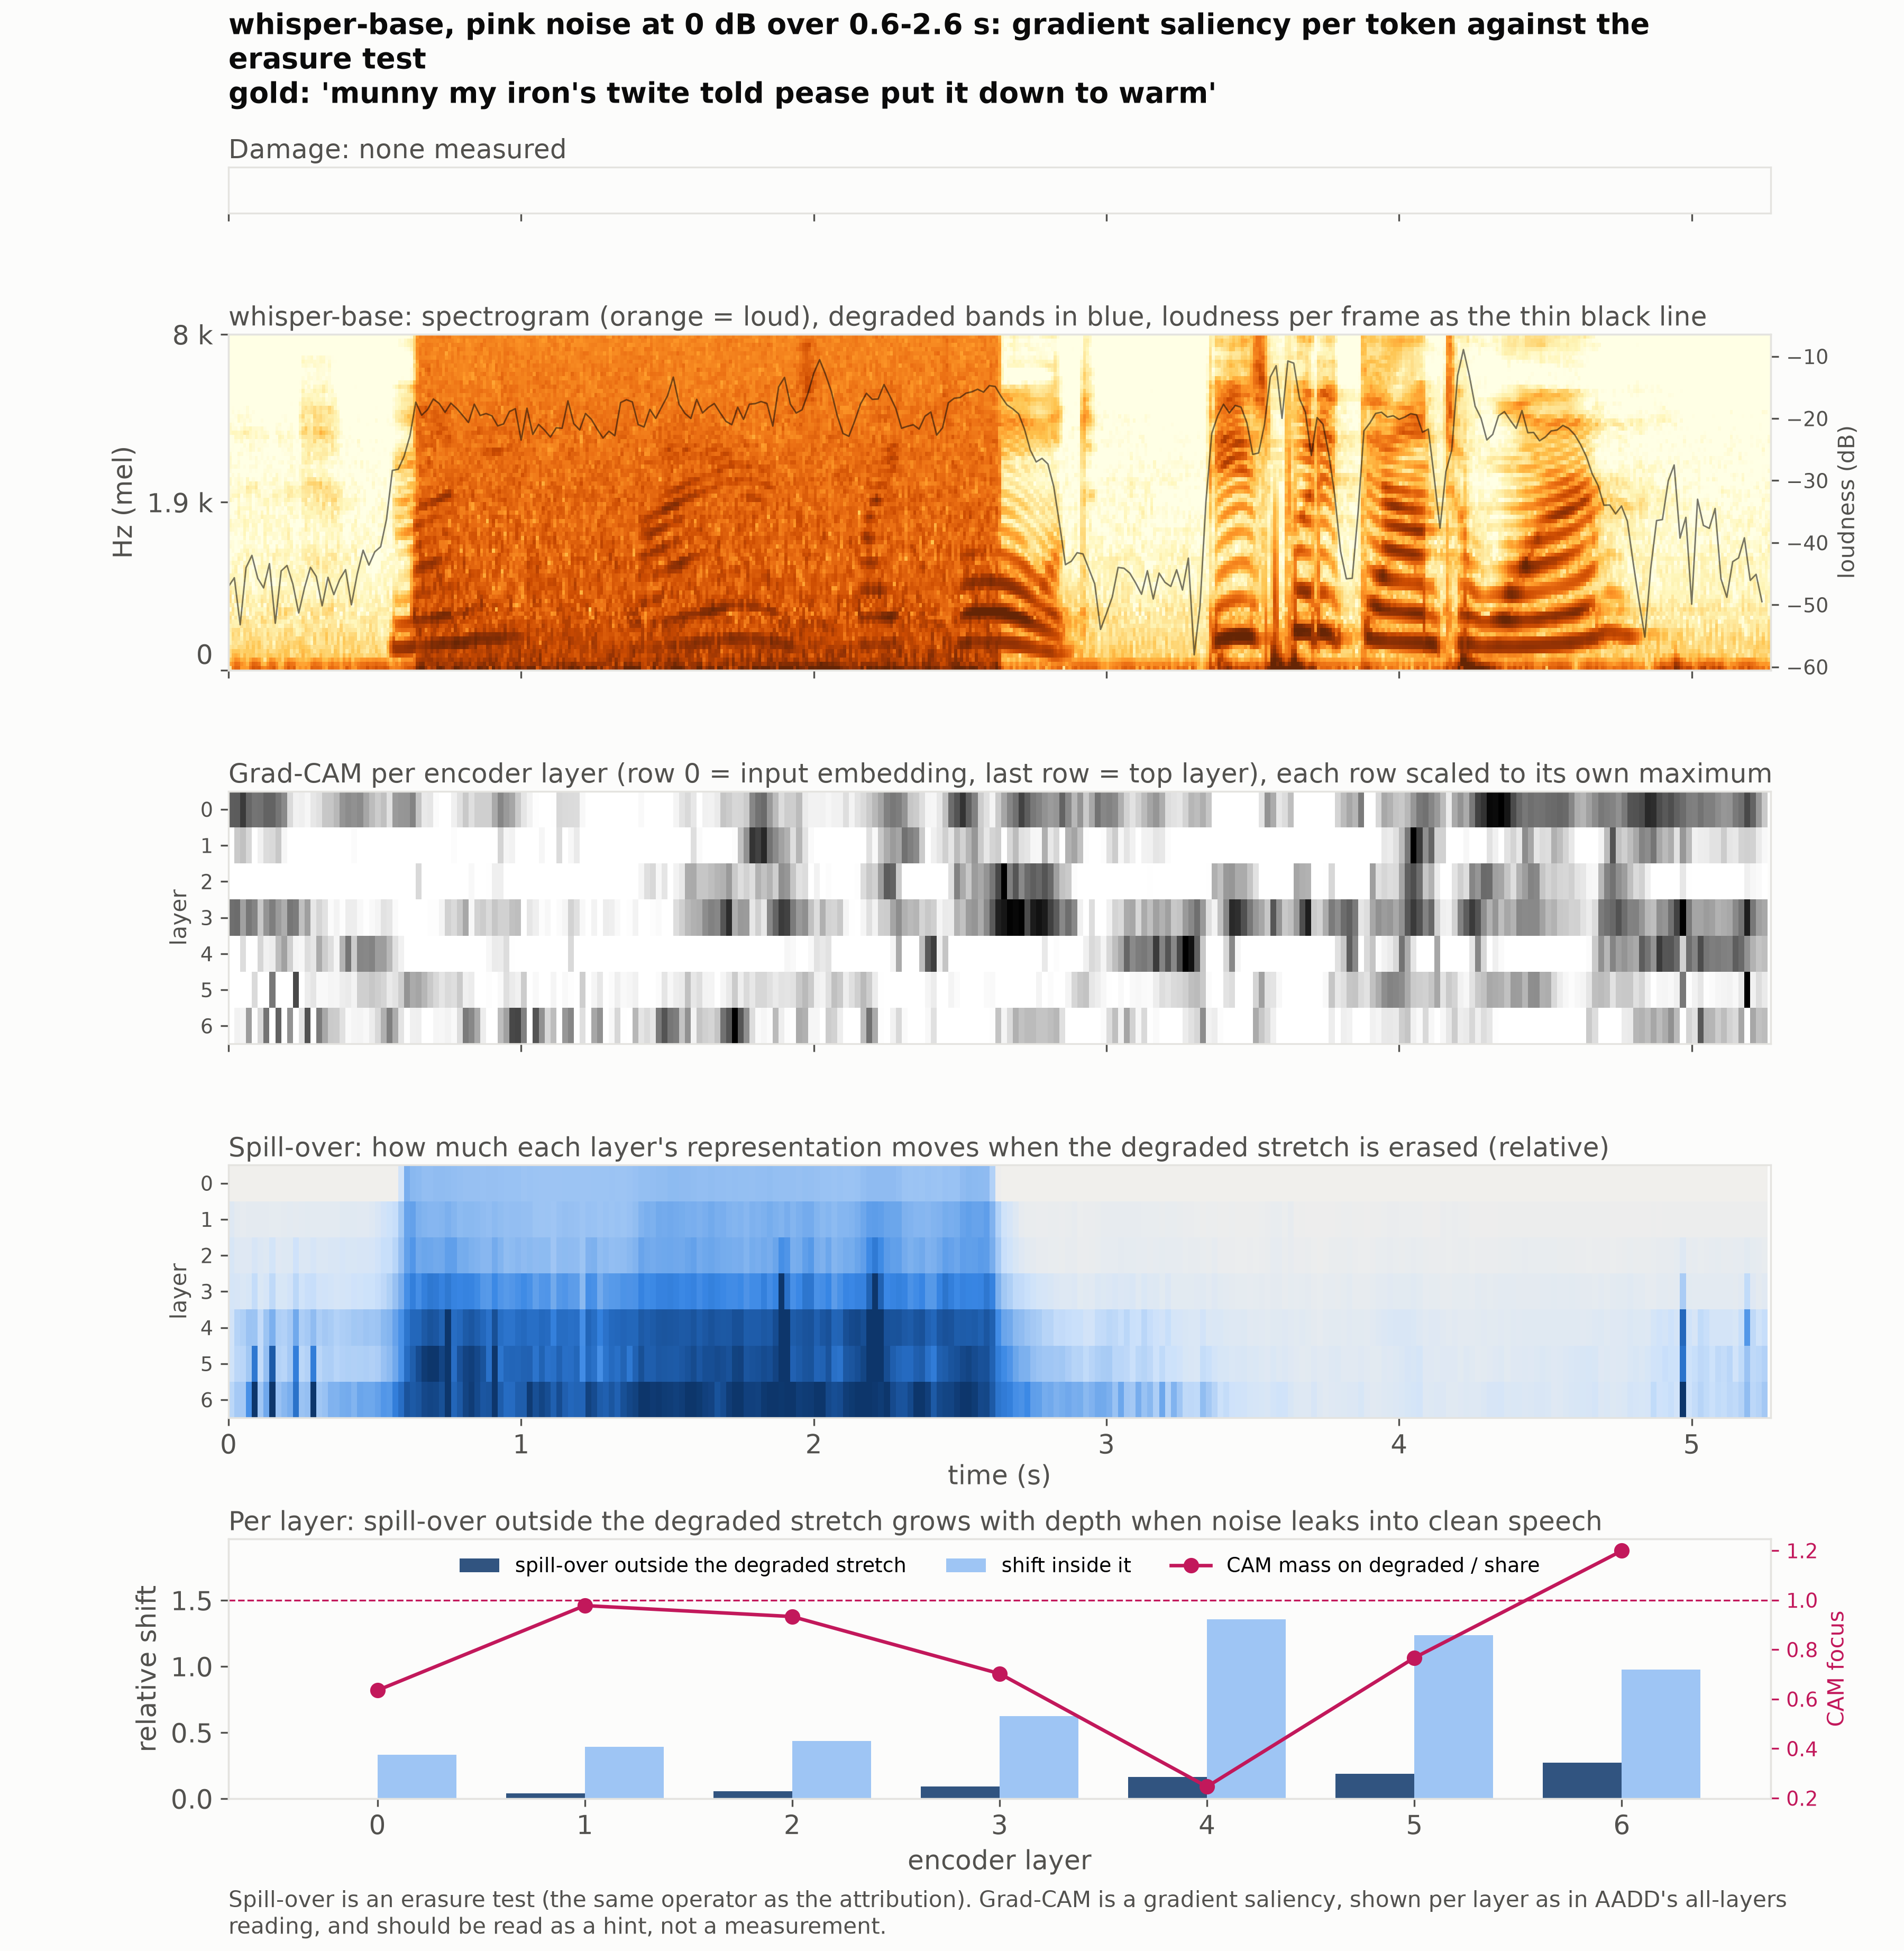 whisper-base, pink noise at 0 dB over 0.6-2.6 s: gradient saliency per token against the
erasure test
gold: 'munny my iron's twite told pease put it down to warm'
Damage: none measured
whisper-base: spectrogram (orange = loud), degraded bands in blue, loudness per frame as the thin black line
8 k
1.9 k
0
Hz (mel)
−10
−20
−30
−40
−50
−60
loudness (dB)
Grad-CAM per encoder layer (row 0 = input embedding, last row = top layer), each row scaled to its own maximum
0
1
2
3
4
5
6
layer
Spill-over: how much each layer's representation moves when the degraded stretch is erased (relative)
0
1
2
3
4
5
6
layer
0 1 2 3 4 5
time (s)
Per layer: spill-over outside the degraded stretch grows with depth when noise leaks into clean speech
spill-over outside the degraded stretch shift inside it CAM mass on degraded / share
1.5
1.0
0.5
0.0
relative shift
1.2
1.0
0.8
0.6
0.4
0.2
CAM focus
0 1 2 3 4 5 6
encoder layer
Spill-over is an erasure test (the same operator as the attribution). Grad-CAM is a gradient saliency, shown per layer as in AADD's all-layers
reading, and should be read as a hint, not a measurement.